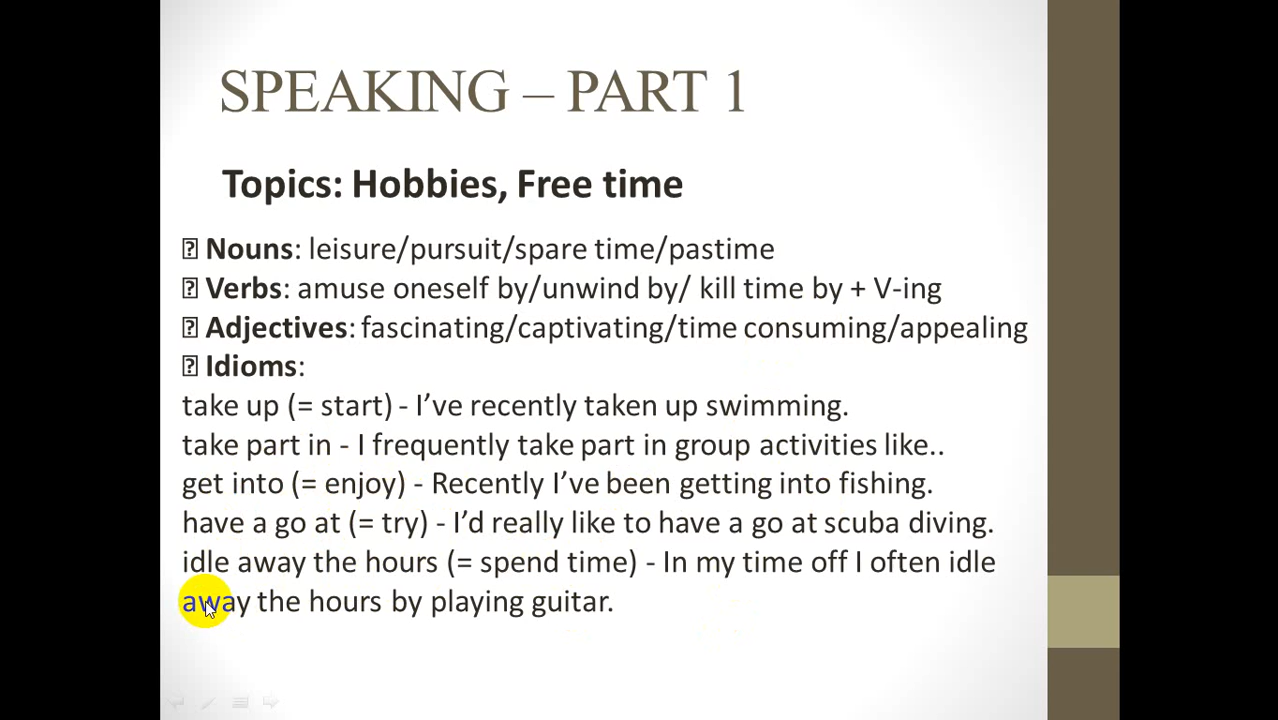 SPEAKING – PART 1
Topics: Hobbies, Free time
Nouns: leisure/pursuit/spare time/pastime
Verbs: amuse oneself by/unwind by/ kill time by + V-ing
Adjectives: fascinating/captivating/time consuming/appealing
Idioms:
take up (= start) - I’ve recently taken up swimming.
take part in - I frequently take part in group activities like..
get into (= enjoy) - Recently I’ve been getting into fishing.
have a go at (= try) - I’d really like to have a go at scuba diving.
idle away the hours (= spend time) - In my time off I often idle
away the hours by playing guitar.